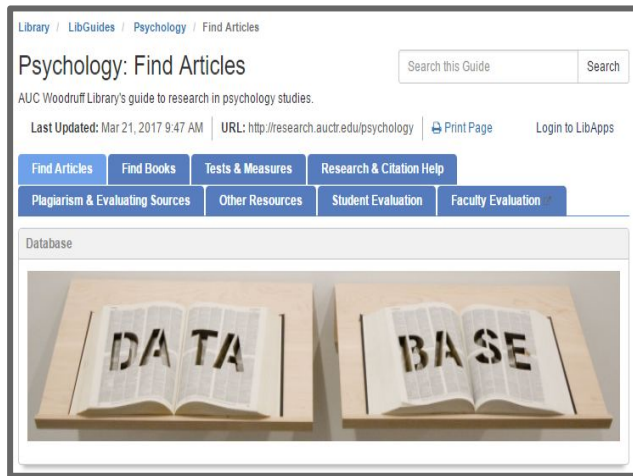 Library / LibGuides / Psychology / Find Articles
Psychology: Find Articles
Search this Guide Search
AUC Woodruff Library's guide to research in psychology studies.
Last Updated: Mar 21, 2017 9:47 AM URL: http://research.auctr.edu/psychology Print Page Login to LibApps
Find Articles Find Books Tests & Measures Research & Citation Help
Plagiarism & Evaluating Sources Other Resources Student Evaluation Faculty Evaluation
Database
DATA BASE